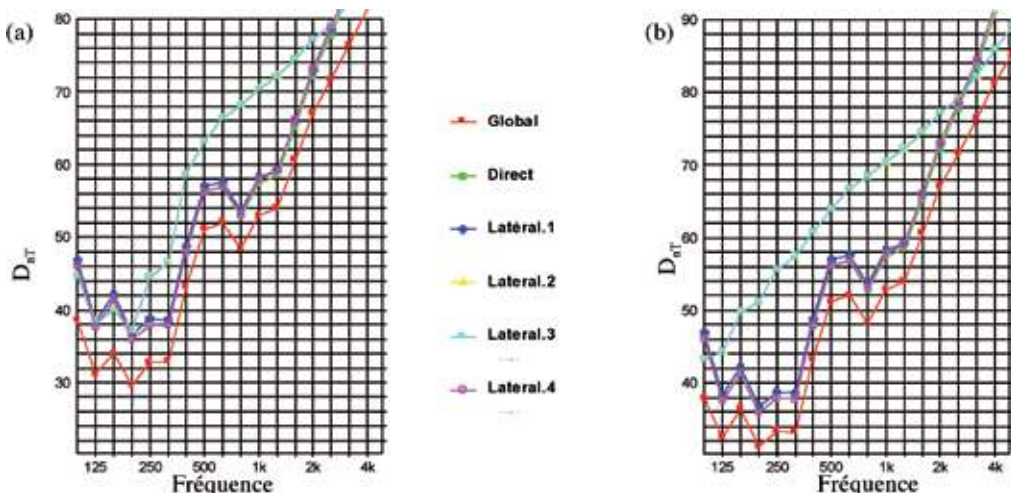 (a)
80
70
60
50
40
30
D_nT
125 250 500 1k 2k 4k
Fréquence
Global
Direct
Latéral.1
Lateral.2
Lateral.3
Lateral.4
(b)
90
80
70
60
50
40
D_nT
125 250 500 1k 2k 4k
Fréquence